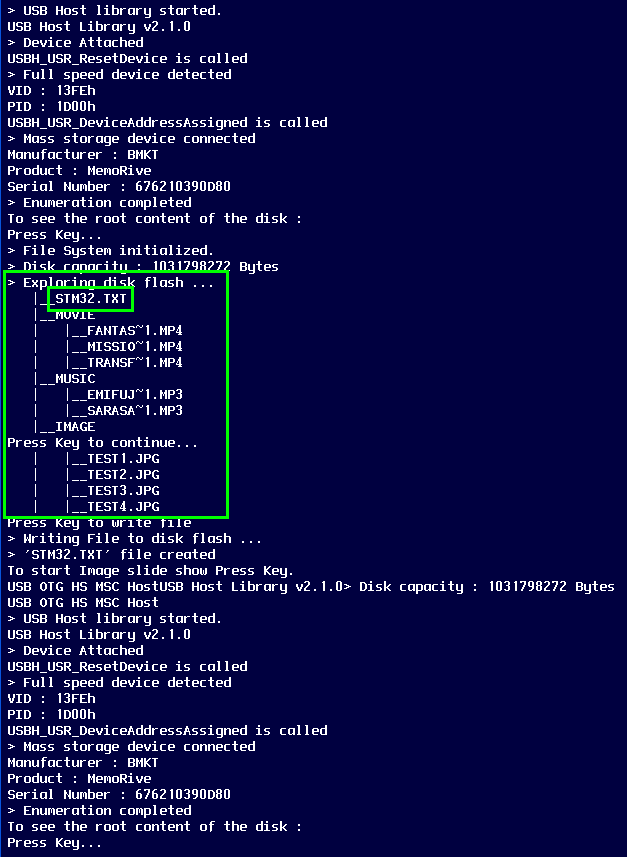 > USB Host library started.
USB Host Library v2.1.0
> Device Attached
USBH_USR_ResetDevice is called
> Full speed device detected
VID : 13FEh
PID : 1D00h
USBH_USR_DeviceAddressAssigned is called
> Mass storage device connected
Manufacturer : BMKT
Product : MemoRive
Serial Number : 676210390D80
> Enumeration completed
To see the root content of the disk :
Press Key...
> File System initialized.
> Disk capacity : 1031798272 Bytes
> Exploring disk flash ...
   |__STM32.TXT
   |__MOVIE
   |   |__FANTAS~1.MP4
   |   |__MISSIO~1.MP4
   |   |__TRANSF~1.MP4
   |__MUSIC
   |   |__EMIFUJ~1.MP3
   |   |__SARASA~1.MP3
   |__IMAGE
Press Key to continue...
   |   |__TEST1.JPG
   |   |__TEST2.JPG
   |   |__TEST3.JPG
   |   |__TEST4.JPG
Press Key to write file
> Writing File to disk flash ...
> 'STM32.TXT' file created
To start Image slide show Press Key.
USB OTG HS MSC HostUSB Host Library v2.1.0> Disk capacity : 1031798272 Bytes
USB OTG HS MSC Host
> USB Host library started.
USB Host Library v2.1.0
> Device Attached
USBH_USR_ResetDevice is called
> Full speed device detected
VID : 13FEh
PID : 1D00h
USBH_USR_DeviceAddressAssigned is called
> Mass storage device connected
Manufacturer : BMKT
Product : MemoRive
Serial Number : 676210390D80
> Enumeration completed
To see the root content of the disk :
Press Key...